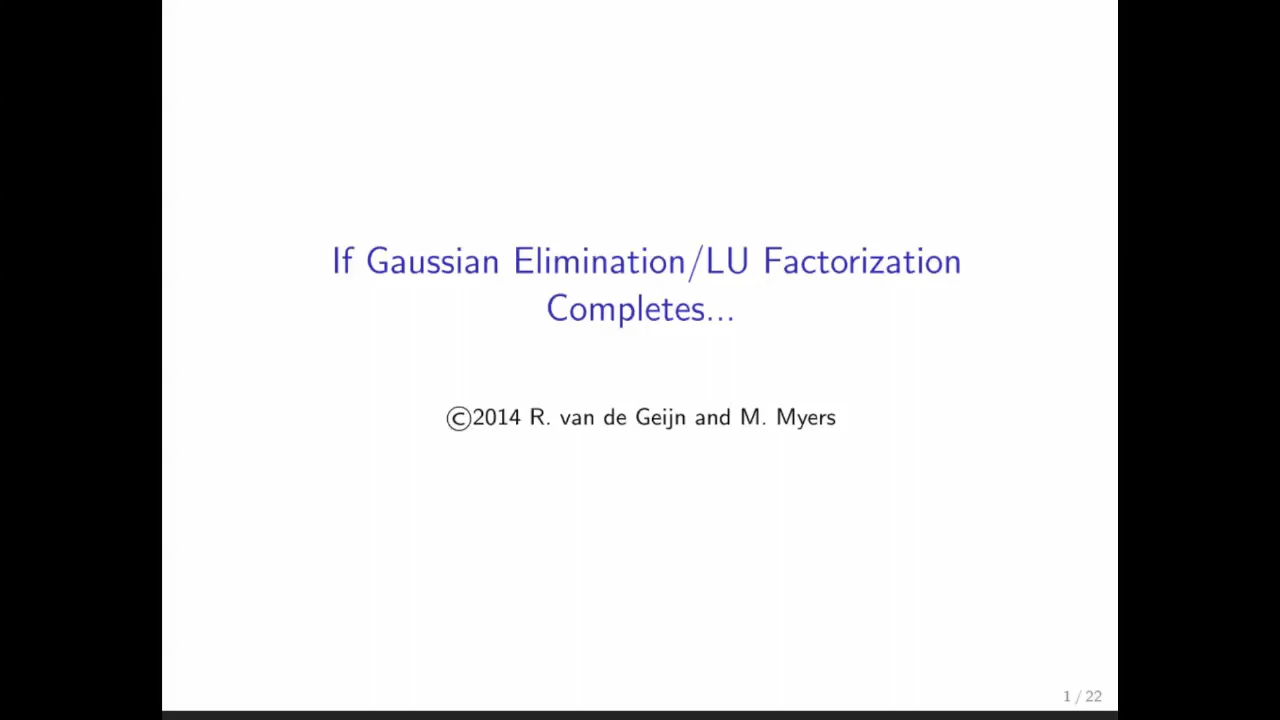 If Gaussian Elimination/LU Factorization
Completes...
©2014 R. van de Geijn and M. Myers
1 / 22